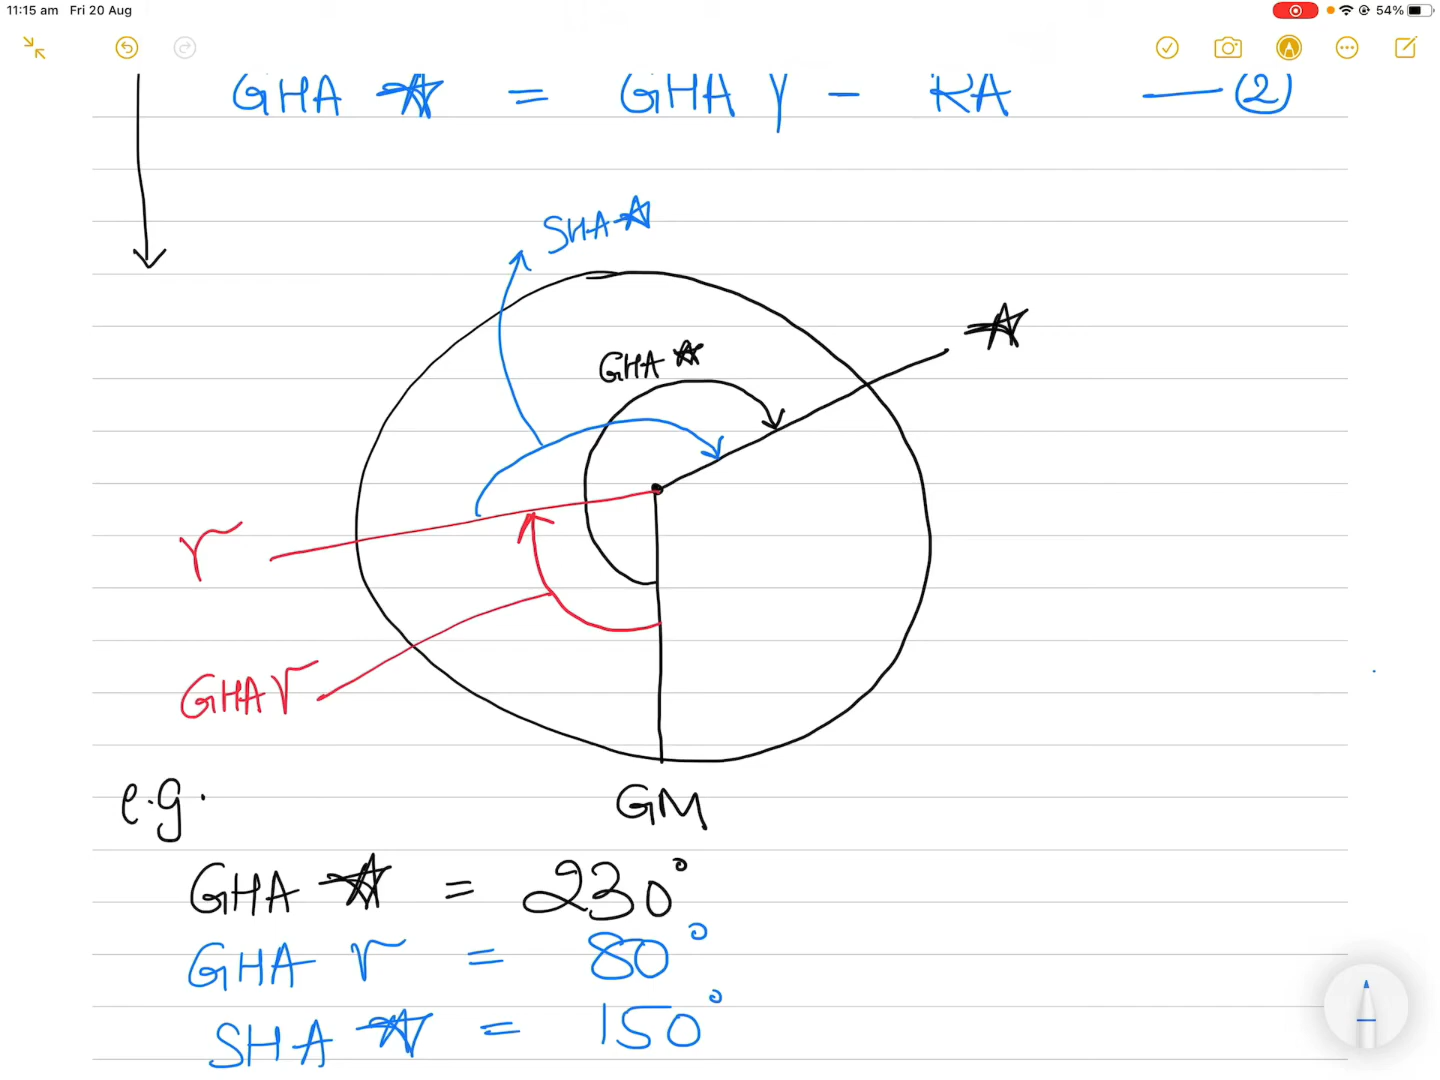 11:15 am Fri 20 Aug
54%
GHA ☆ = GHA γ - RA — (2)
SHA ☆
GHA ☆
☆
♈
GHA ♈
GM
e.g.
GHA ☆ = 230°
GHA ♈ = 80°
SHA ☆ = 150°